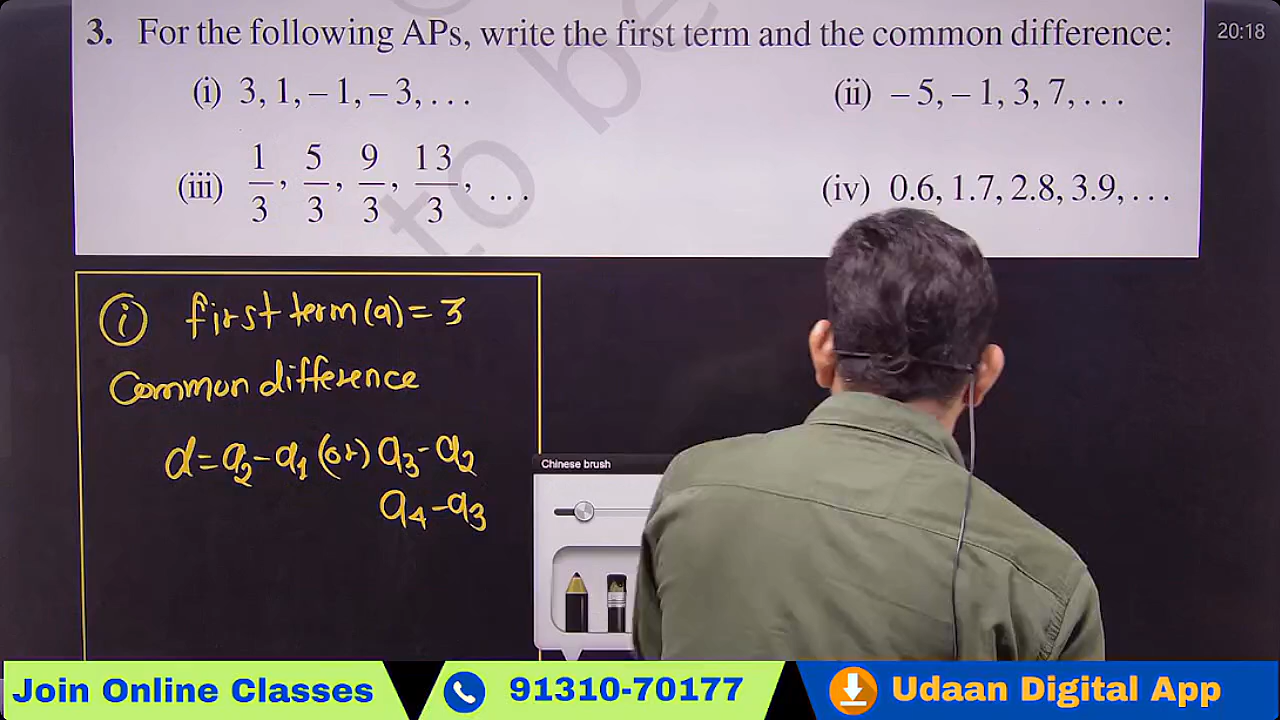 3. For the following APs, write the first term and the common difference:
20:18
(i) 3, 1, – 1, – 3, . . .
(ii) – 5, – 1, 3, 7, . . .
(iii) 1/3, 5/3, 9/3, 13/3, . . .
(iv) 0.6, 1.7, 2.8, 3.9, . . .
to be
(i) first term (a) = 3
Common difference
d = a₂ - a₁ (or) a₃ - a₂
a₄ - a₃
Chinese brush
Join Online Classes
91310-70177
Udaan Digital App